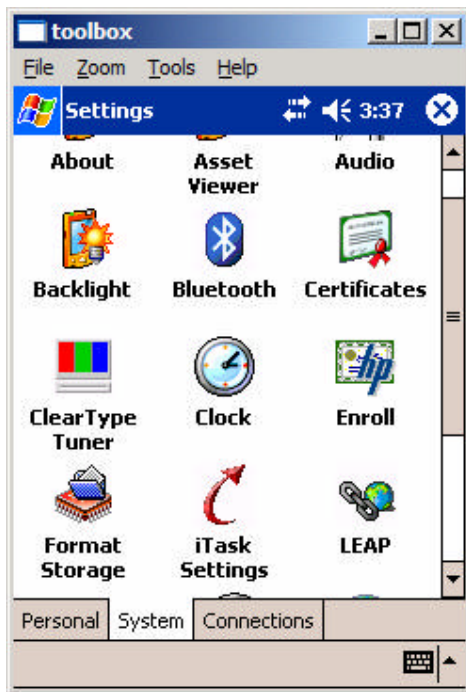 toolbox
File Zoom Tools Help
Settings 3:37
About Asset Viewer Audio
Backlight Bluetooth Certificates
ClearType Tuner Clock hp Enroll
Format Storage iTask Settings LEAP
Personal System Connections